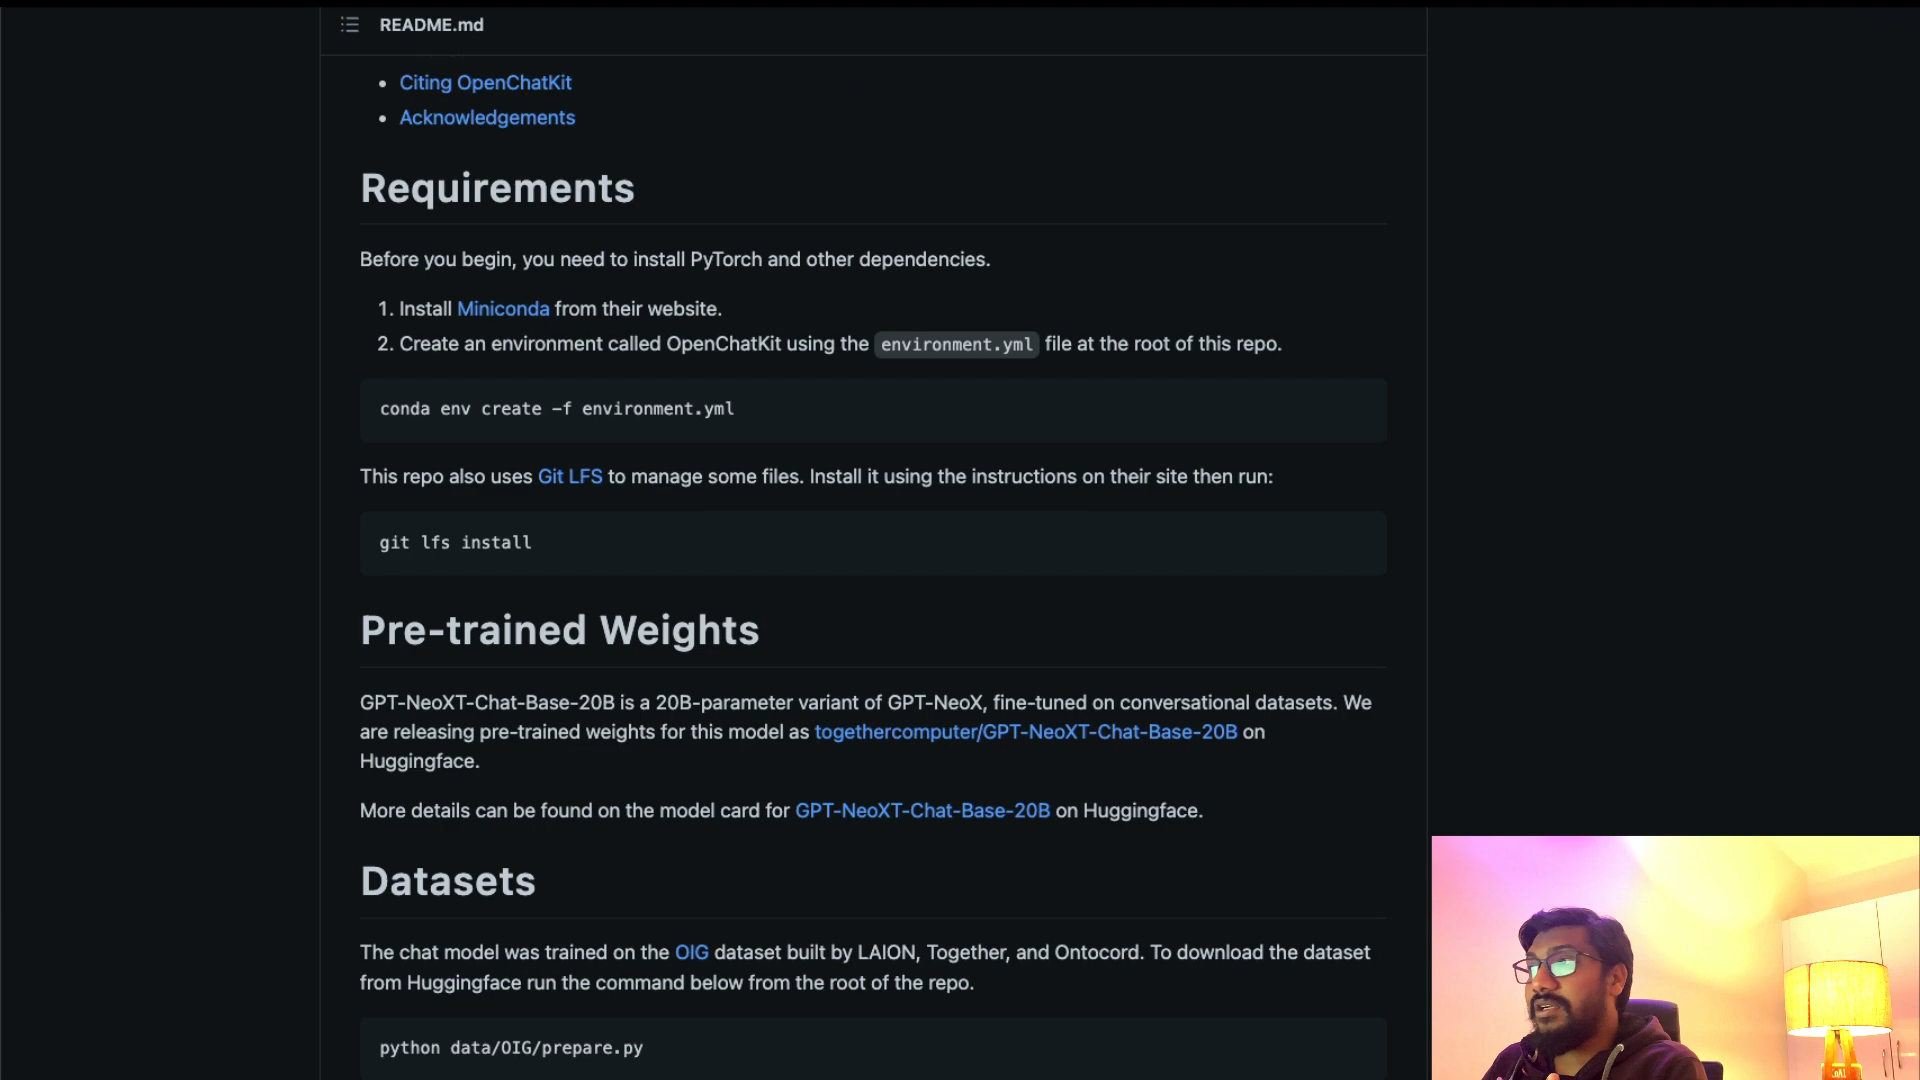 README.md
Citing OpenChatKit
Acknowledgements
Requirements
Before you begin, you need to install PyTorch and other dependencies.
1. Install Miniconda from their website.
2. Create an environment called OpenChatKit using the environment.yml file at the root of this repo.
conda env create -f environment.yml
This repo also uses Git LFS to manage some files. Install it using the instructions on their site then run:
git lfs install
Pre-trained Weights
GPT-NeoXT-Chat-Base-20B is a 20B-parameter variant of GPT-NeoX, fine-tuned on conversational datasets. We
are releasing pre-trained weights for this model as togethercomputer/GPT-NeoXT-Chat-Base-20B on
Huggingface.
More details can be found on the model card for GPT-NeoXT-Chat-Base-20B on Huggingface.
Datasets
The chat model was trained on the OIG dataset built by LAION, Together, and Ontocord. To download the dataset
from Huggingface run the command below from the root of the repo.
python data/OIG/prepare.py